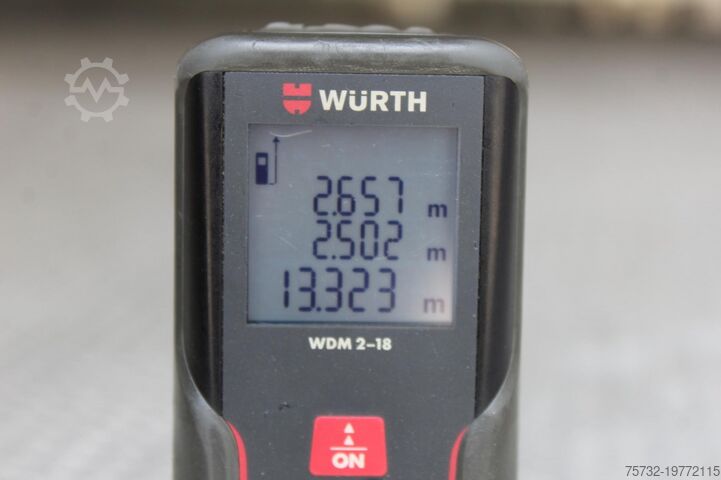 WÜRTH
2.657 m
2.502 m
13.323 m
WDM 2-18
ON
75732-19772115